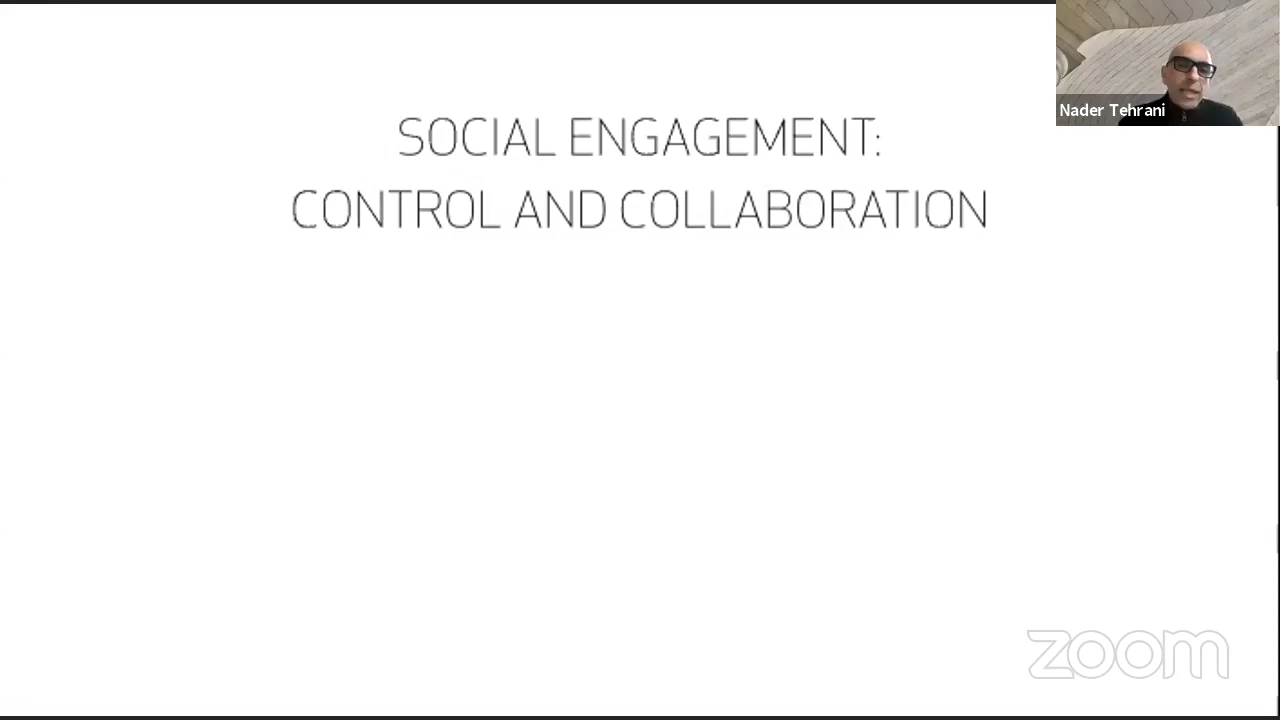 Nader Tehrani
SOCIAL ENGAGEMENT:
CONTROL AND COLLABORATION
zoom